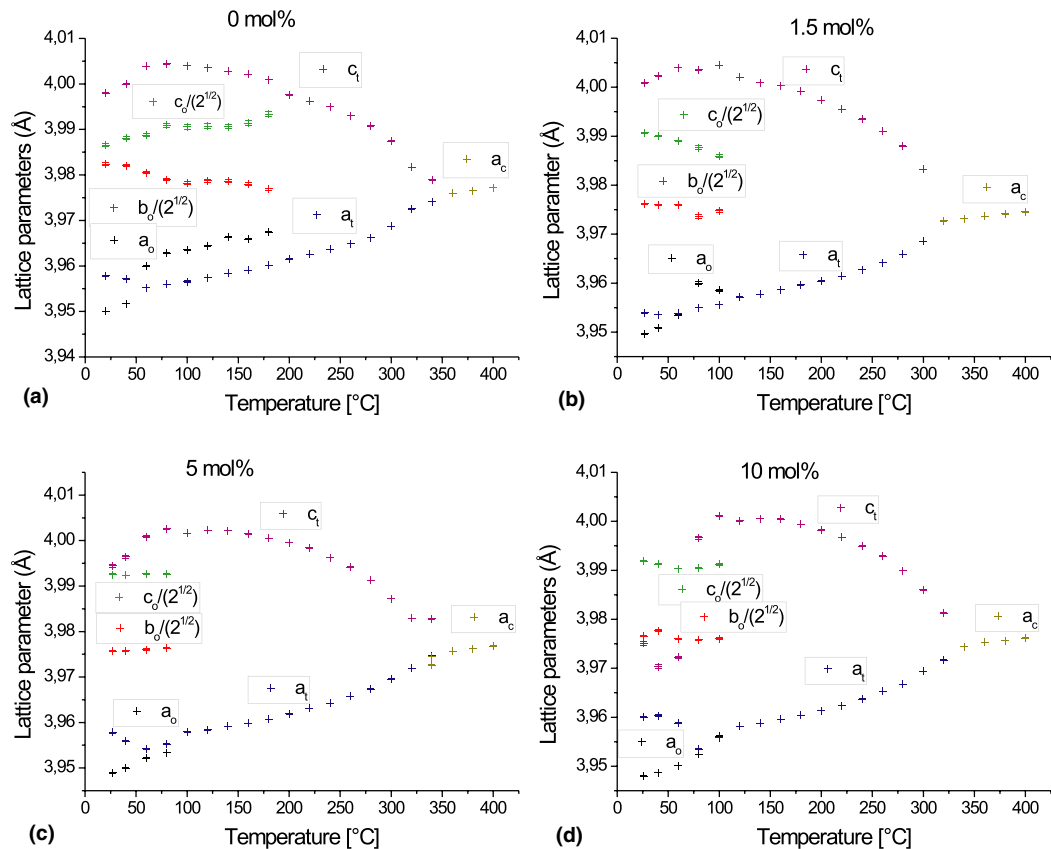 0 mol%
Lattice parameters (Å)
4,01
4,00
3,99
3,98
3,97
3,96
3,95
3,94
c_t
c_o/(2^1/2)
b_o/(2^1/2)
a_o
a_t
a_c
0 50 100 150 200 250 300 350 400
Temperature [°C]
(a)
1.5 mol%
Lattice paramter (Å)
4,01
4,00
3,99
3,98
3,97
3,96
3,95
c_t
c_o/(2^1/2)
b_o/(2^1/2)
a_o
a_t
a_c
0 50 100 150 200 250 300 350 400
Temperature [°C]
(b)
5 mol%
Lattice parameter (Å)
4,01
4,00
3,99
3,98
3,97
3,96
3,95
c_t
c_o/(2^1/2)
b_o/(2^1/2)
a_o
a_t
a_c
0 50 100 150 200 250 300 350 400
Temperature [°C]
(c)
10 mol%
Lattice parameters (Å)
4,01
4,00
3,99
3,98
3,97
3,96
3,95
c_t
c_o/(2^1/2)
b_o/(2^1/2)
a_o
a_t
a_c
0 50 100 150 200 250 300 350 400
Temperature [°C]
(d)